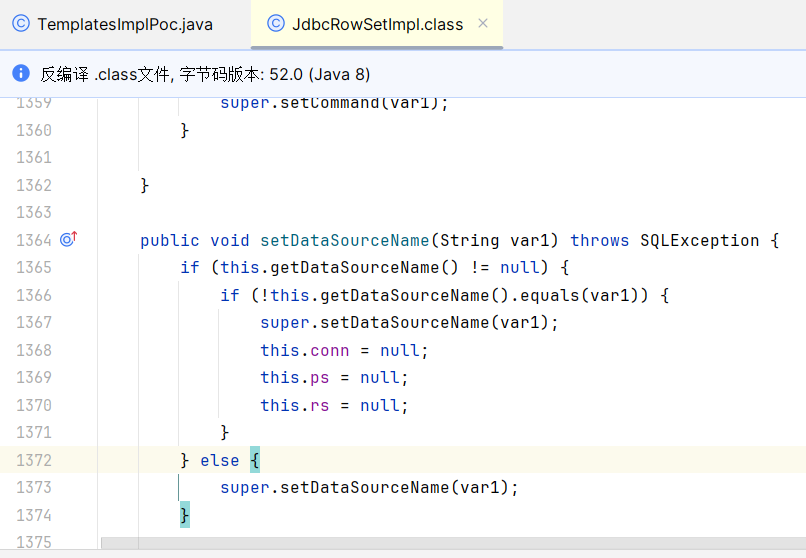 TemplatesImplPoc.java JdbcRowSetImpl.class
反编译 .class文件, 字节码版本: 52.0 (Java 8)
1359 super.setCommand(var1);
1360 }
1361
1362 }
1363
1364 public void setDataSourceName(String var1) throws SQLException {
1365 if (this.getDataSourceName() != null) {
1366 if (!this.getDataSourceName().equals(var1)) {
1367 super.setDataSourceName(var1);
1368 this.conn = null;
1369 this.ps = null;
1370 this.rs = null;
1371 }
1372 } else {
1373 super.setDataSourceName(var1);
1374 }
1375